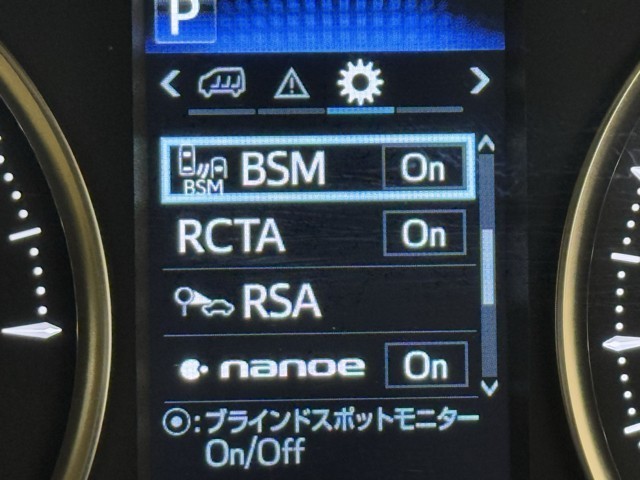 P
BSM BSM On
RCTA On
RSA
nanoe On
⦿:ブラインドスポットモニター
On/Off